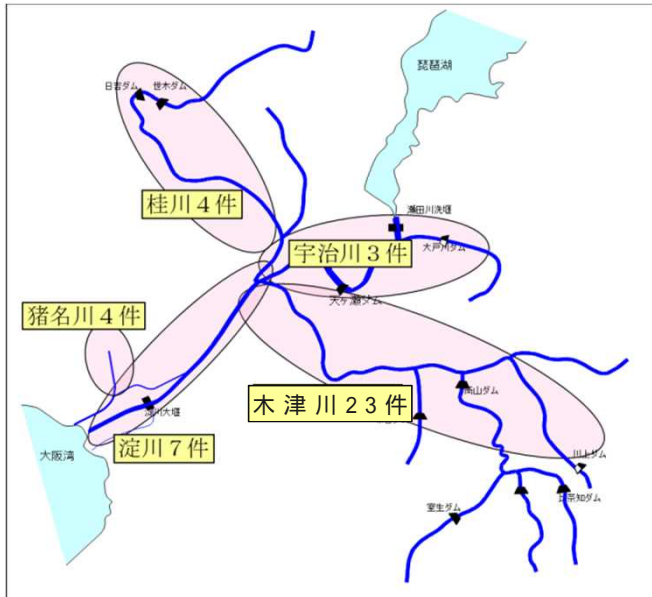 琵琶湖
日吉ダム
世木ダム
桂川4件
瀬田川洗堰
大戸川ダム
宇治川3件
天ヶ瀬ダム
猪名川4件
高山ダム
木津川23件
淀川大堰
淀川7件
大阪湾
川上ダム
室生ダム
比奈知ダム